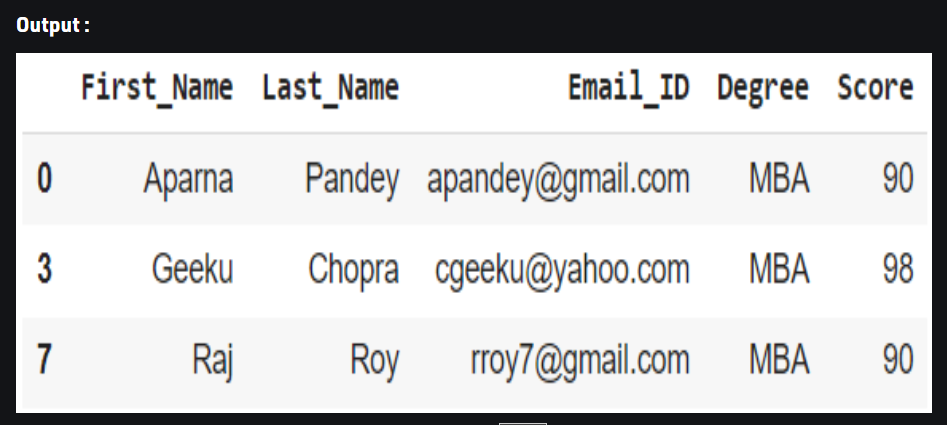 Output :
First_Name Last_Name Email_ID Degree Score
0 Aparna Pandey apandey@gmail.com MBA 90
3 Geeku Chopra cgeeku@yahoo.com MBA 98
7 Raj Roy rroy7@gmail.com MBA 90